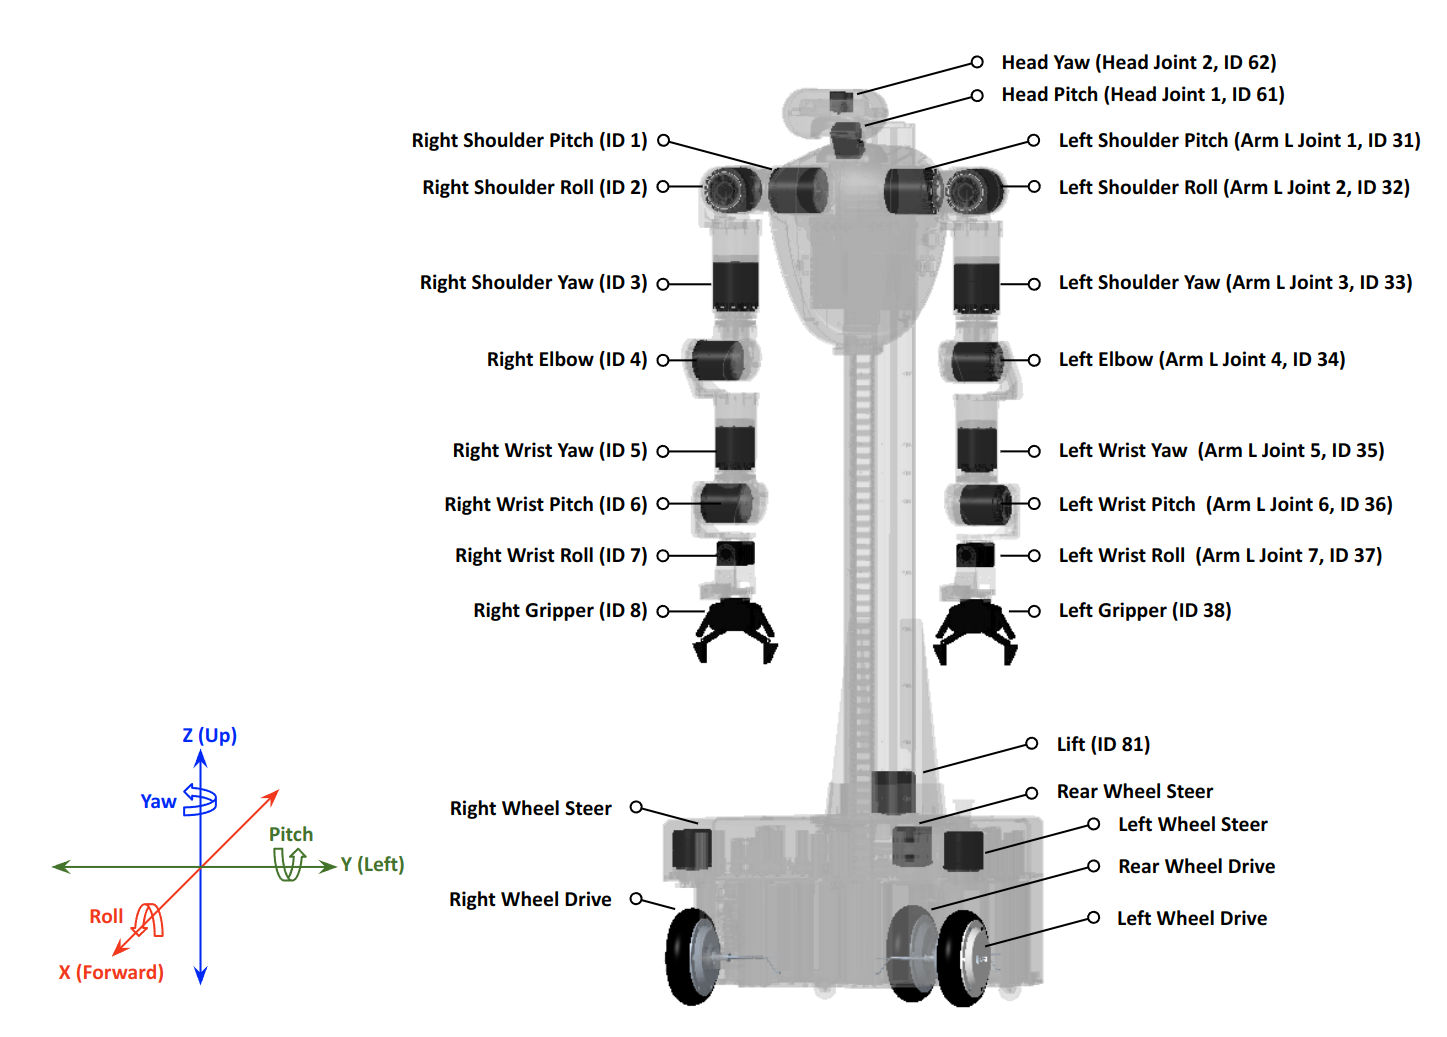 Head Yaw (Head Joint 2, ID 62)
Head Pitch (Head Joint 1, ID 61)
Right Shoulder Pitch (ID 1)
Left Shoulder Pitch (Arm L Joint 1, ID 31)
Right Shoulder Roll (ID 2)
Left Shoulder Roll (Arm L Joint 2, ID 32)
Right Shoulder Yaw (ID 3)
Left Shoulder Yaw (Arm L Joint 3, ID 33)
Right Elbow (ID 4)
Left Elbow (Arm L Joint 4, ID 34)
Right Wrist Yaw (ID 5)
Left Wrist Yaw (Arm L Joint 5, ID 35)
Right Wrist Pitch (ID 6)
Left Wrist Pitch (Arm L Joint 6, ID 36)
Right Wrist Roll (ID 7)
Left Wrist Roll (Arm L Joint 7, ID 37)
Right Gripper (ID 8)
Left Gripper (ID 38)
Lift (ID 81)
Rear Wheel Steer
Right Wheel Steer
Left Wheel Steer
Rear Wheel Drive
Right Wheel Drive
Left Wheel Drive
Z (Up)
Yaw
Pitch
Y (Left)
Roll
X (Forward)